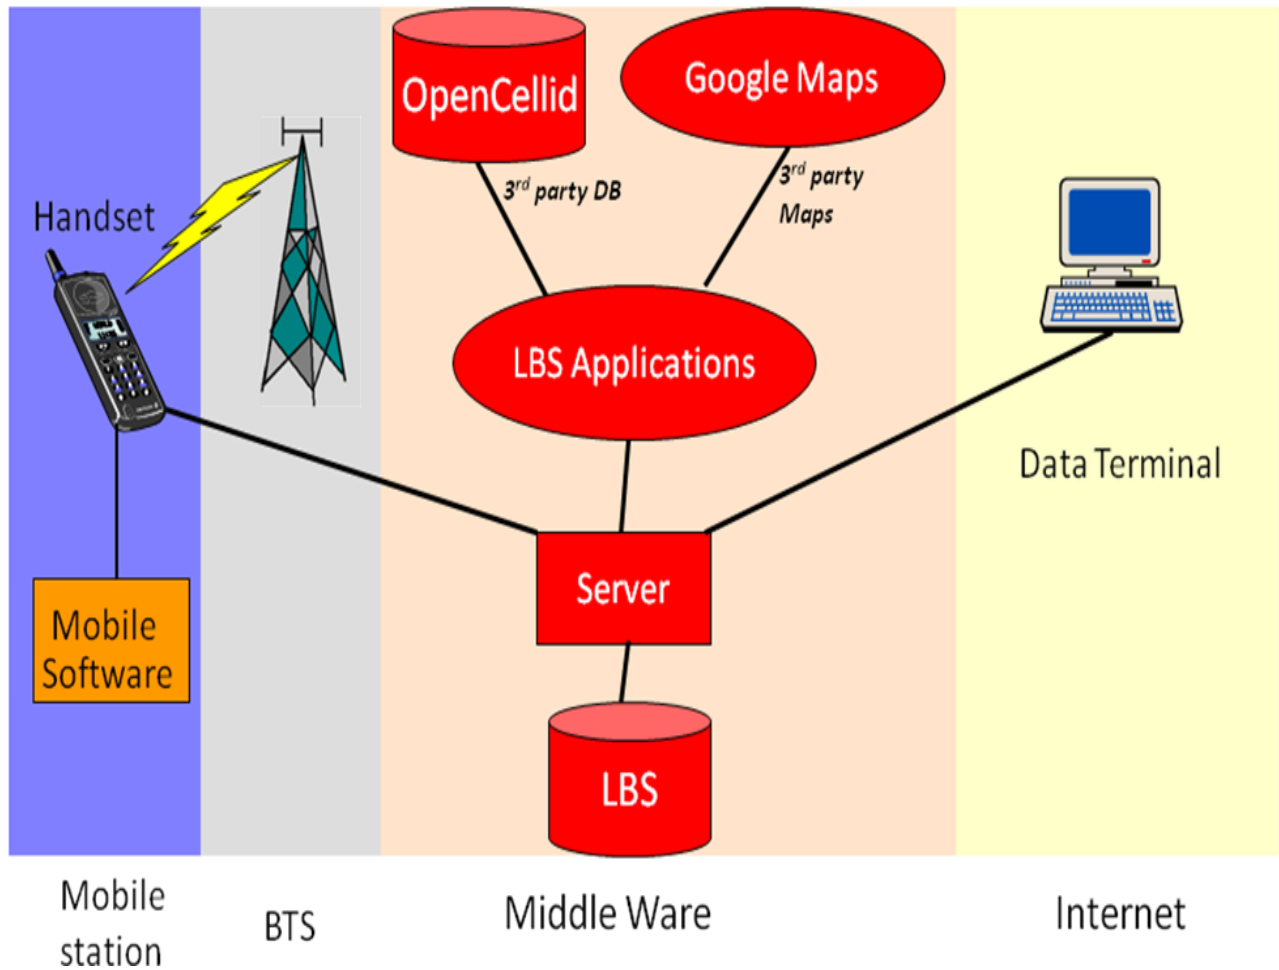 OpenCellid
Google Maps
3rd party DB
3rd party
Maps
Handset
LBS Applications
Data Terminal
Server
Mobile
Software
LBS
Mobile
station
BTS
Middle Ware
Internet